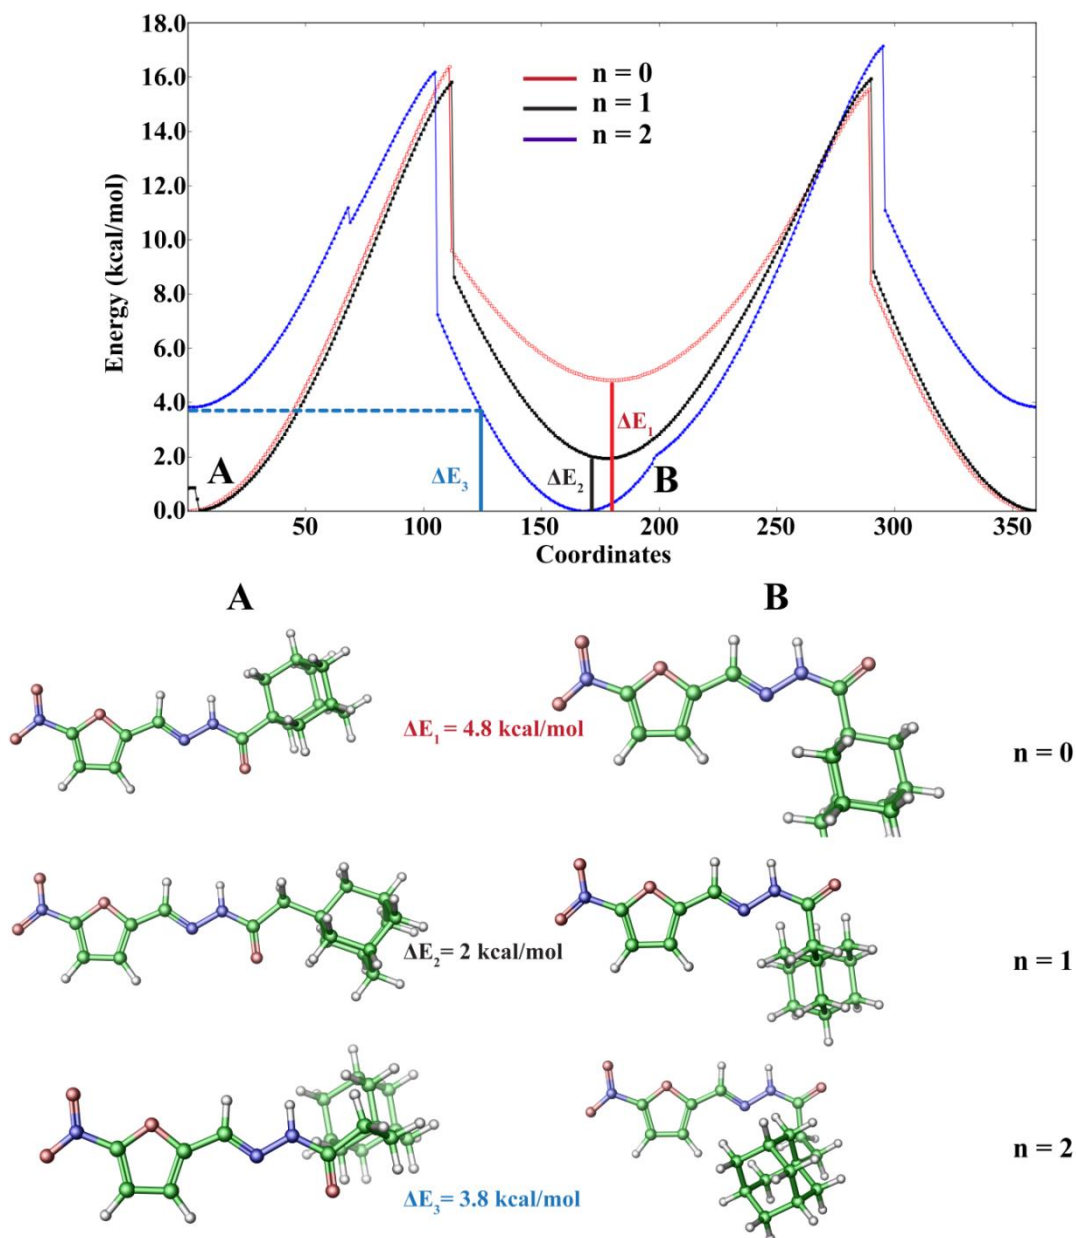 18.0
16.0
14.0
12.0
10.0
8.0
6.0
4.0
2.0
0.0
Energy (kcal/mol)
n = 0
n = 1
n = 2
A
ΔE₃
ΔE₂
ΔE₁
B
50
100
150
200
250
300
350
Coordinates
A
B
ΔE₁ = 4.8 kcal/mol
n = 0
ΔE₂= 2 kcal/mol
n = 1
ΔE₃= 3.8 kcal/mol
n = 2